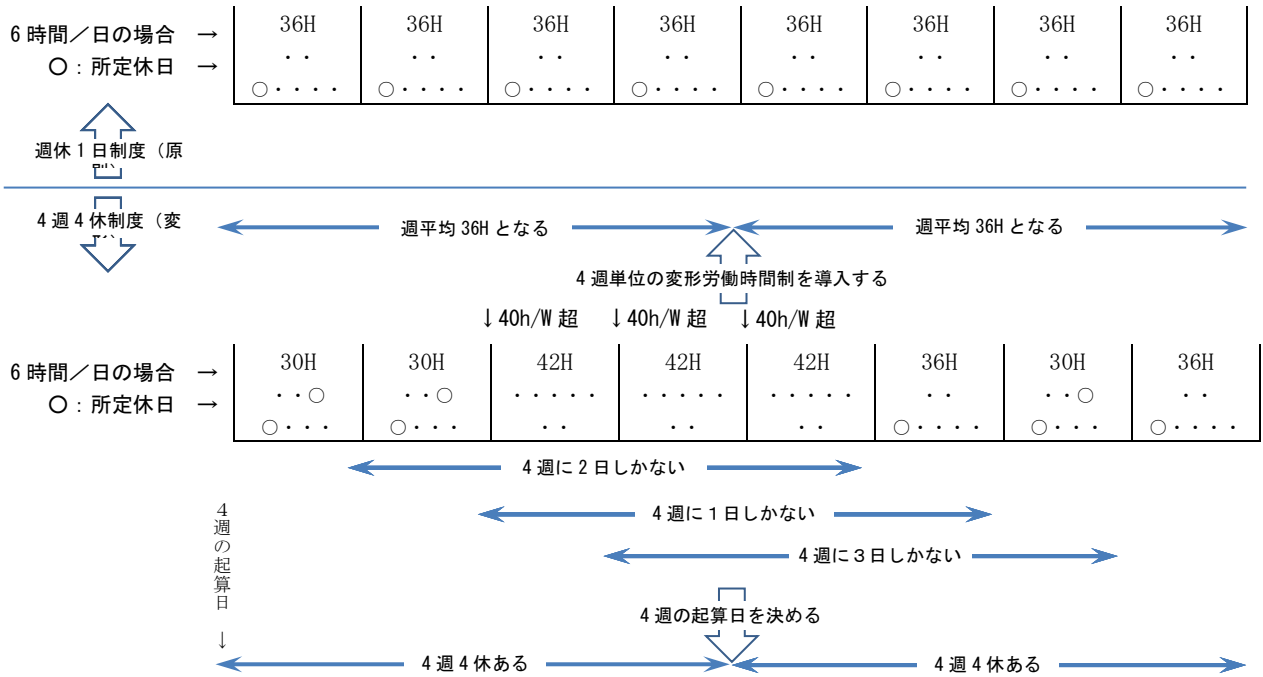 6時間／日の場合 → 36H 36H 36H 36H 36H 36H 36H 36H
・・ ・・ ・・ ・・ ・・ ・・ ・・ ・・
○：所定休日 → ○・・・・ ○・・・・ ○・・・・ ○・・・・ ○・・・・ ○・・・・ ○・・・・ ○・・・・
週休1日制度（原
4週4休制度（変
週平均36Hとなる 週平均36Hとなる
4週単位の変形労働時間制を導入する
↓40h/W超 ↓40h/W超 ↓40h/W超
6時間／日の場合 → 30H 30H 42H 42H 42H 36H 30H 36H
○：所定休日 → ・・○ ・・○ ・・・・・ ・・・・・ ・・・・・ ・・ ・・○ ・・
○・・・ ○・・・ ・・ ・・ ・・ ○・・・・ ○・・・ ○・・・・
4週に2日しかない
4週に1日しかない
4週に3日しかない
4週の起算日 ↓
4週の起算日を決める
4週4休ある 4週4休ある